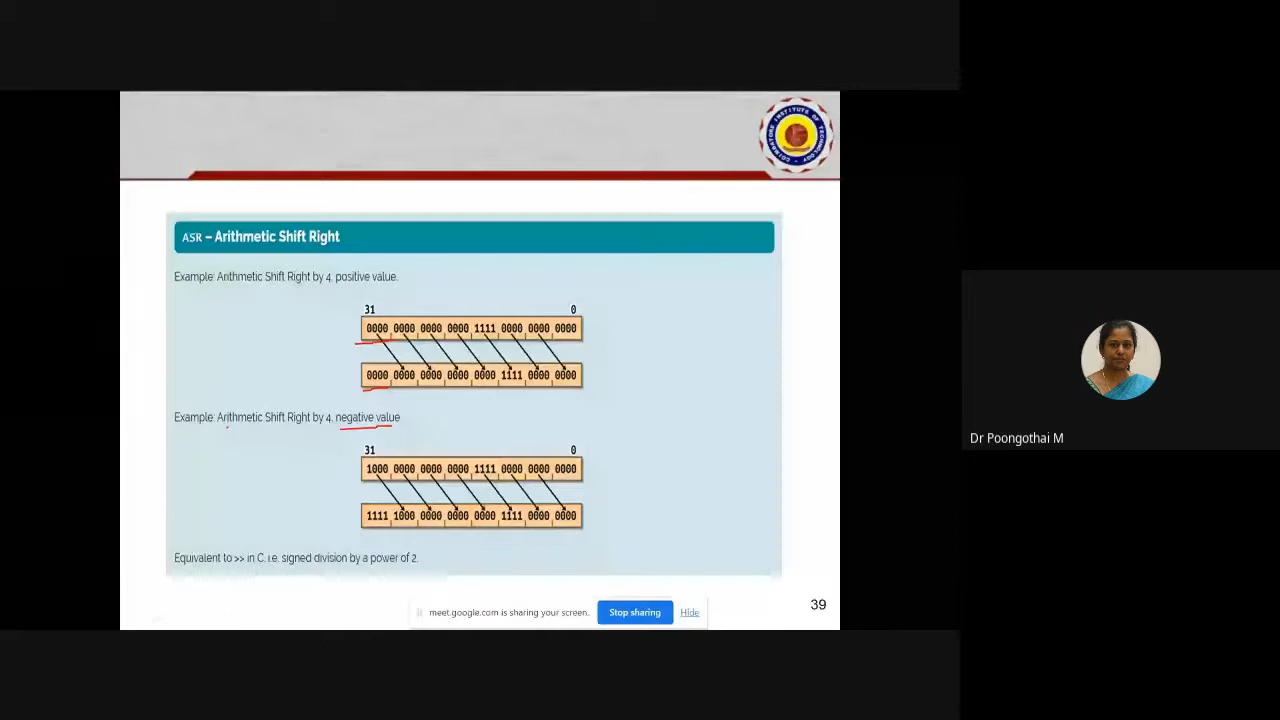 COIMBATORE INSTITUTE OF TECHNOLOGY
ASR – Arithmetic Shift Right
Example: Arithmetic Shift Right by 4, positive value.
31 0
0000 0000 0000 0000 1111 0000 0000 0000
0000 0000 0000 0000 0000 1111 0000 0000
Example: Arithmetic Shift Right by 4, negative value
31 0
1000 0000 0000 0000 1111 0000 0000 0000
1111 1000 0000 0000 0000 1111 0000 0000
Equivalent to >> in C. i.e. signed division by a power of 2.
39
meet.google.com is sharing your screen. Stop sharing Hide
Dr Poongothai M